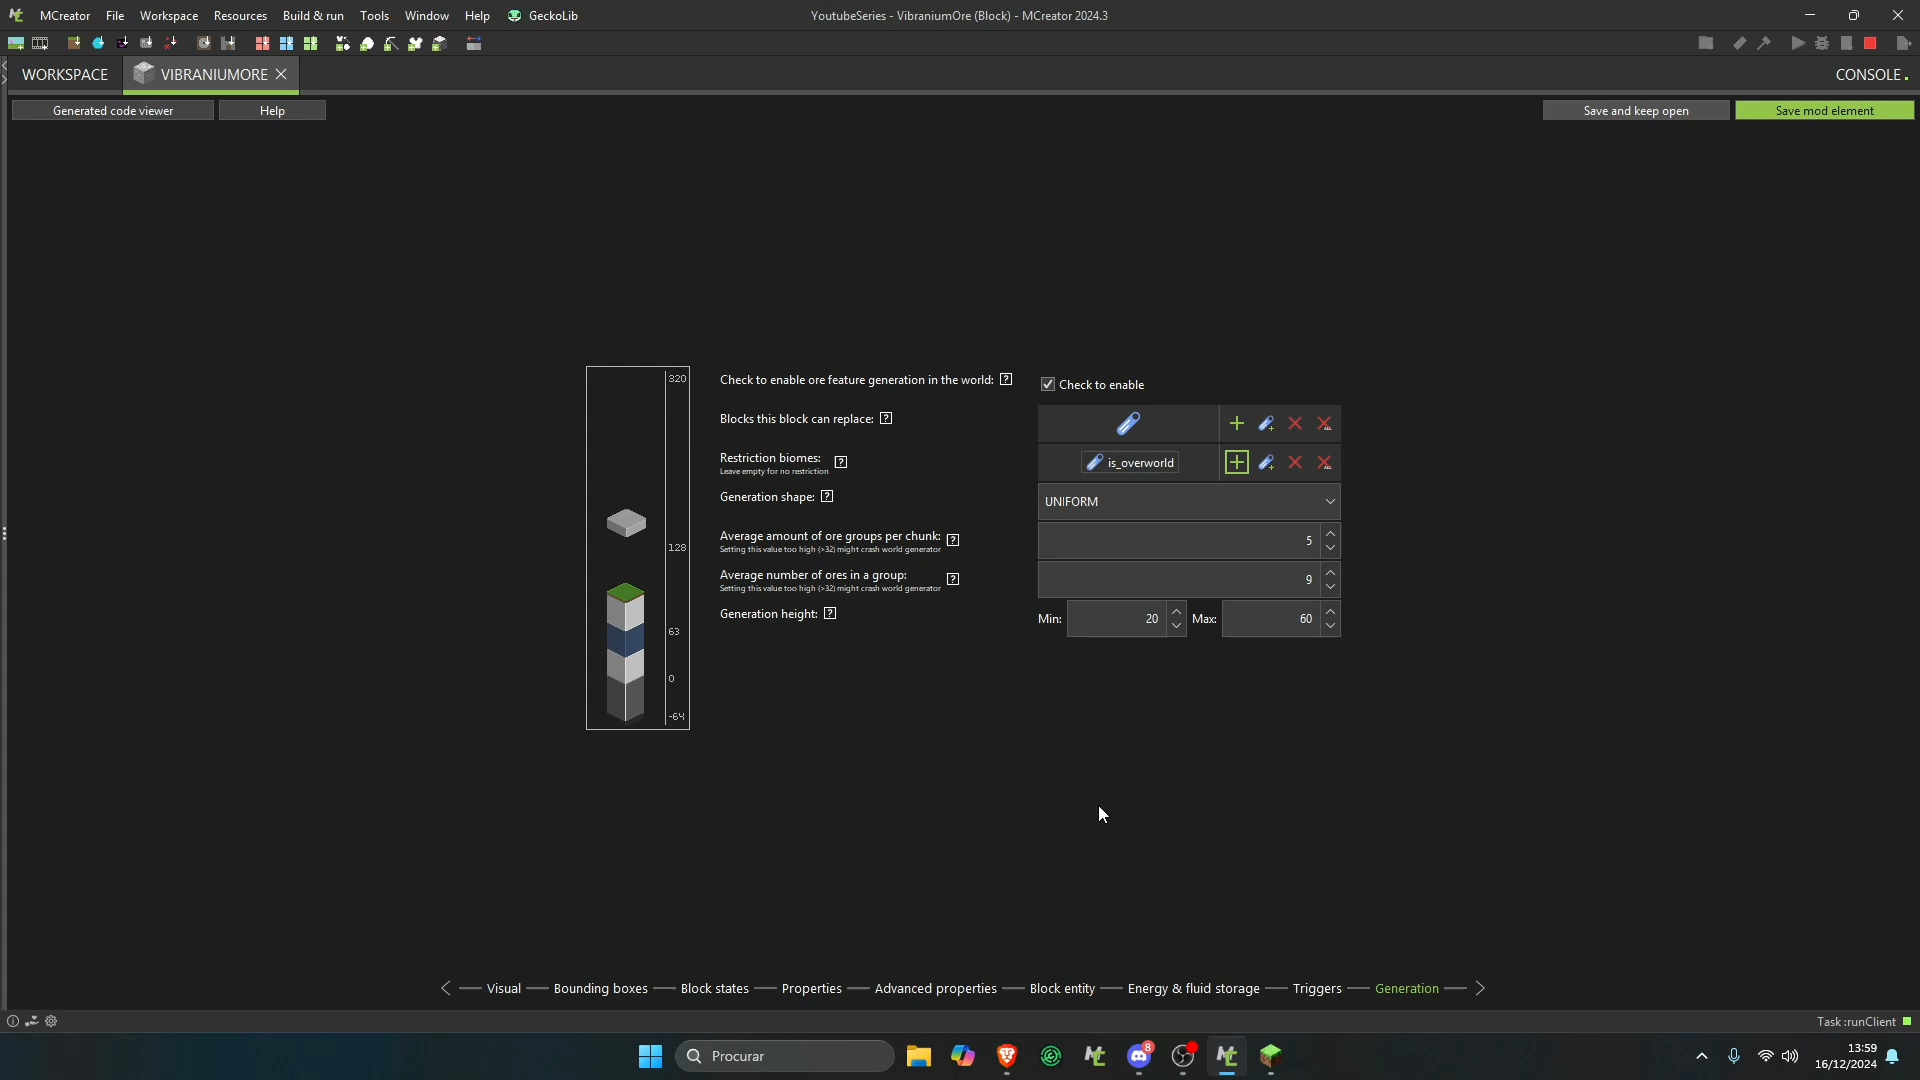 MCreator File Workspace Resources Build & run Tools Window Help GeckoLib YoutubeSeries - VibraniumOre (Block) - MCreator 2024.3
WORKSPACE VIBRANIUMORE CONSOLE
Generated code viewer Help Save and keep open Save mod element
320
128
63
0
-64
Check to enable ore feature generation in the world: ? Check to enable
Blocks this block can replace: ?
Restriction biomes: ? is_overworld
Leave empty for no restriction
Generation shape: ? UNIFORM
Average amount of ore groups per chunk: ? 5
Setting this value too high (>32) might crash world generator
Average number of ores in a group: ? 9
Setting this value too high (>32) might crash world generator
Generation height: ? Min: 20 Max: 60
Visual Bounding boxes Block states Properties Advanced properties Block entity Energy & fluid storage Triggers Generation
Task :runClient
Procurar 8 13:59
16/12/2024